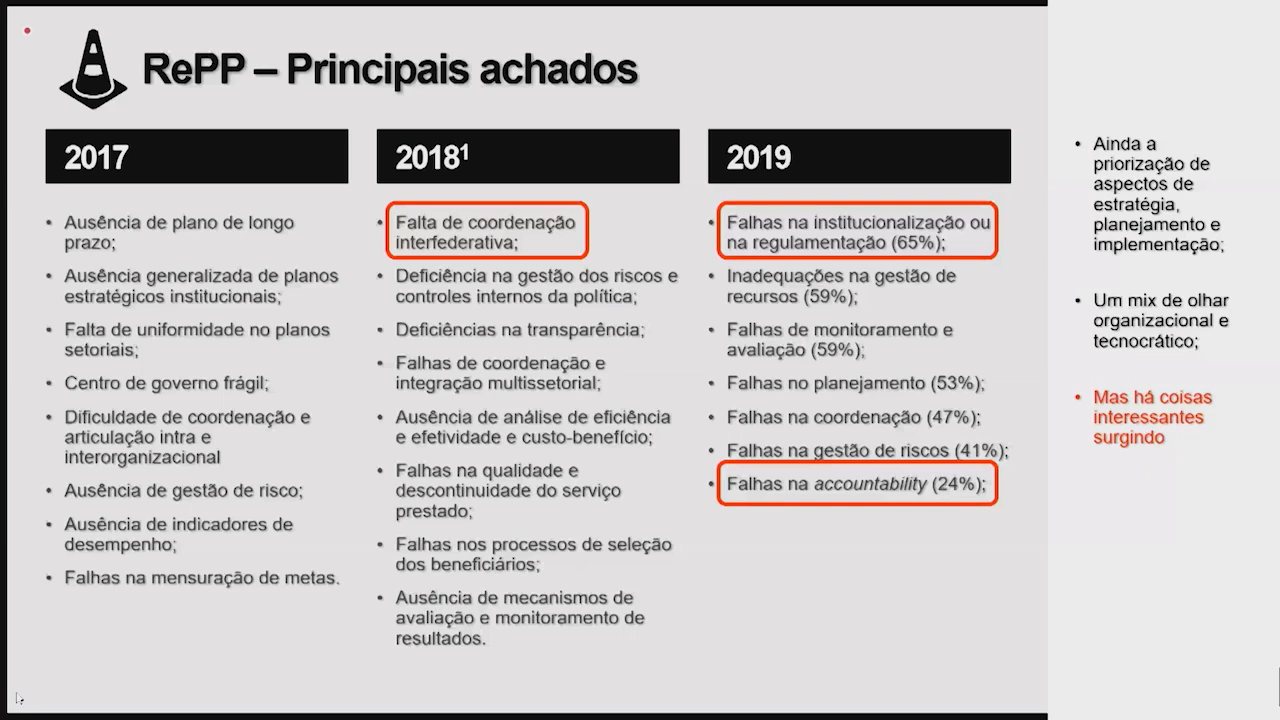 RePP – Principais achados
2017
• Ausência de plano de longo
prazo;
• Ausência generalizada de planos
estratégicos institucionais;
• Falta de uniformidade no planos
setoriais;
• Centro de governo frágil;
• Dificuldade de coordenação e
articulação intra e
interorganizacional
• Ausência de gestão de risco;
• Ausência de indicadores de
desempenho;
• Falhas na mensuração de metas.
2018¹
• Falta de coordenação
interfederativa;
• Deficiência na gestão dos riscos e
controles internos da política;
• Deficiências na transparência;
• Falhas de coordenação e
integração multissetorial;
• Ausência de análise de eficiência
e efetividade e custo-benefício;
• Falhas na qualidade e
descontinuidade do serviço
prestado;
• Falhas nos processos de seleção
dos beneficiários;
• Ausência de mecanismos de
avaliação e monitoramento de
resultados.
2019
• Falhas na institucionalização ou
na regulamentação (65%);
• Inadequações na gestão de
recursos (59%);
• Falhas de monitoramento e
avaliação (59%);
• Falhas no planejamento (53%);
• Falhas na coordenação (47%);
• Falhas na gestão de riscos (41%);
• Falhas na accountability (24%);
• Ainda a
priorização de
aspectos de
estratégia,
planejamento e
implementação;
• Um mix de olhar
organizacional e
tecnocrático;
• Mas há coisas
interessantes
surgindo